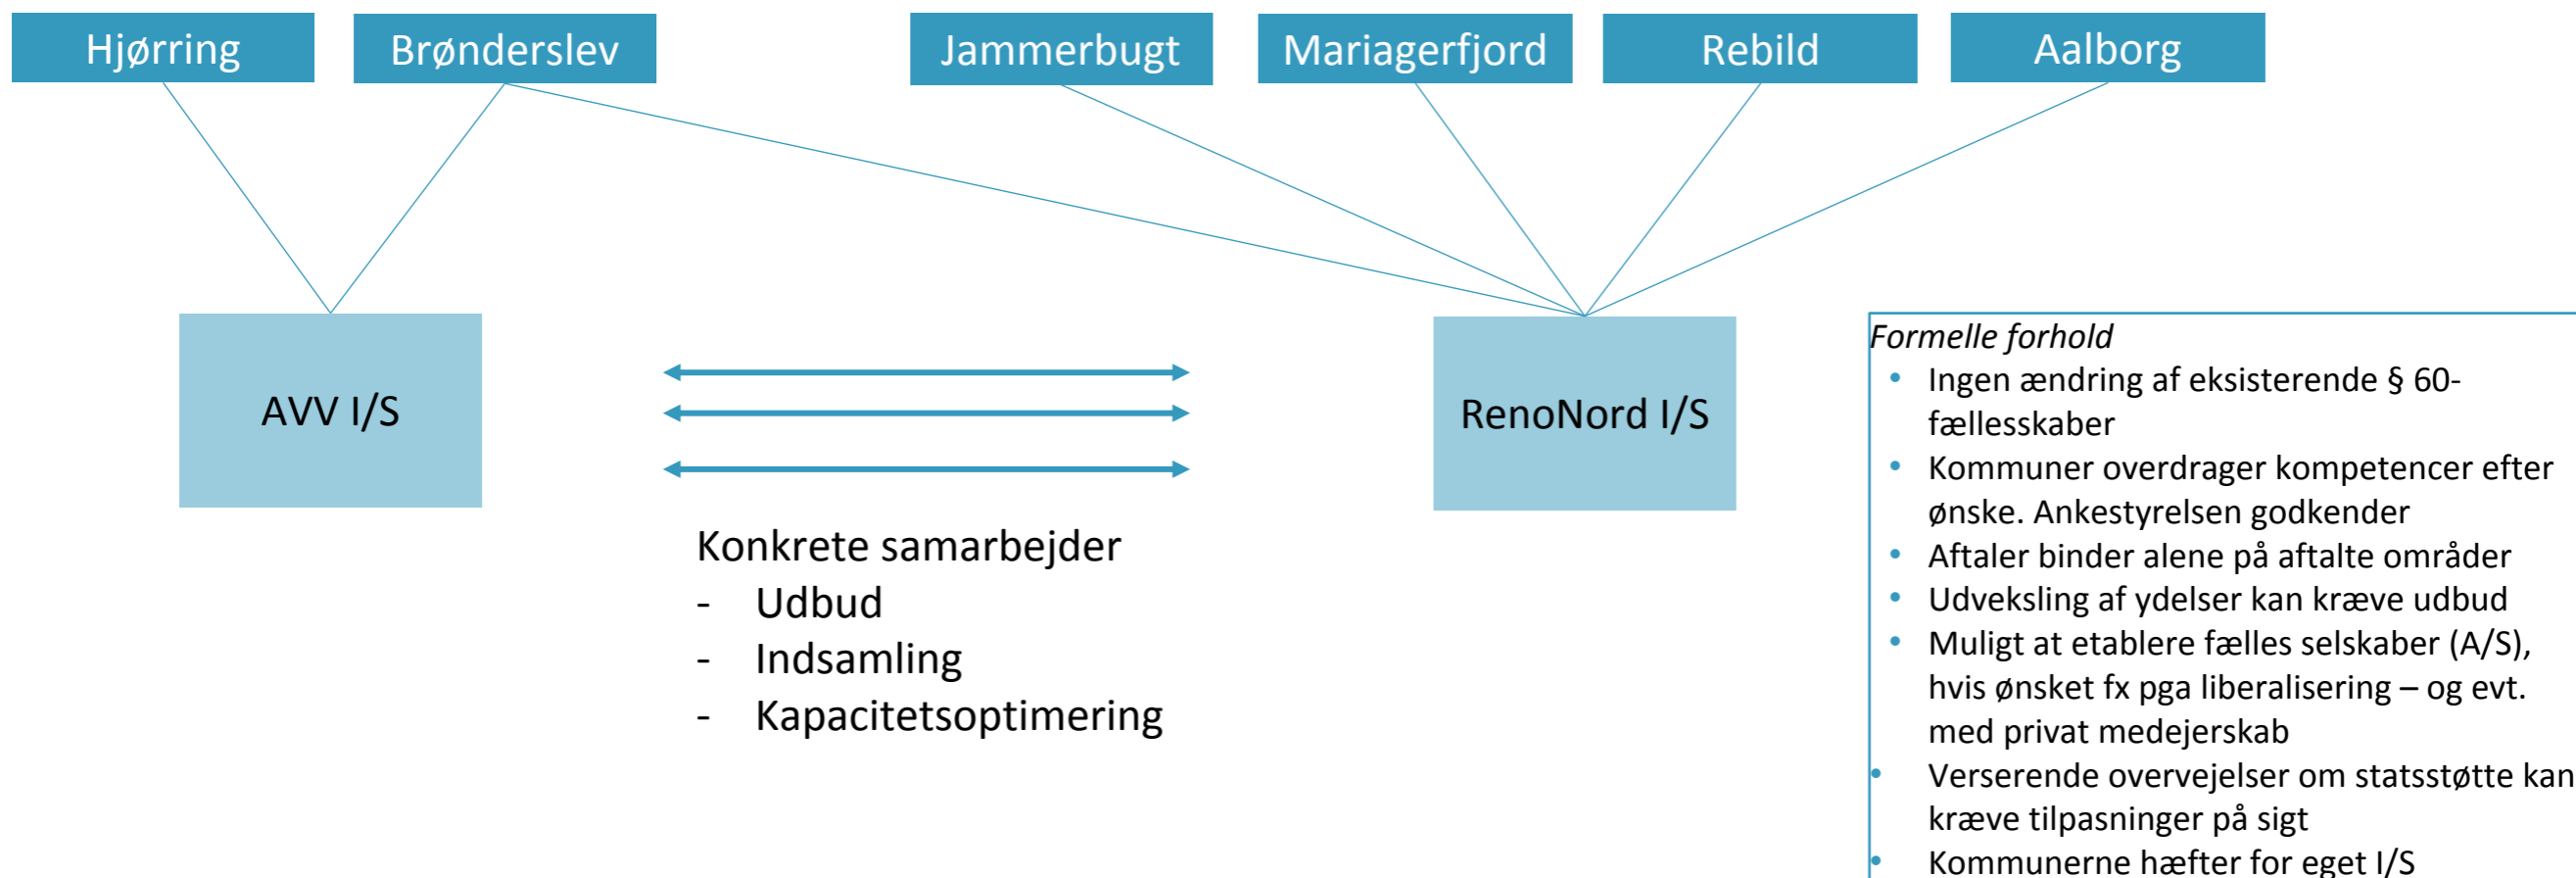 Hjørring
Brønderslev
Jammerbugt
Mariagerfjord
Rebild
Aalborg
AVV I/S
RenoNord I/S
Konkrete samarbejder
- Udbud
- Indsamling
- Kapacitetsoptimering
Formelle forhold
• Ingen ændring af eksisterende § 60-
fællesskaber
• Kommuner overdrager kompetencer efter
ønske. Ankestyrelsen godkender
• Aftaler binder alene på aftalte områder
• Udveksling af ydelser kan kræve udbud
• Muligt at etablere fælles selskaber (A/S),
hvis ønsket fx pga liberalisering – og evt.
med privat medejerskab
• Verserende overvejelser om statsstøtte kan
kræve tilpasninger på sigt
• Kommunerne hæfter for eget I/S